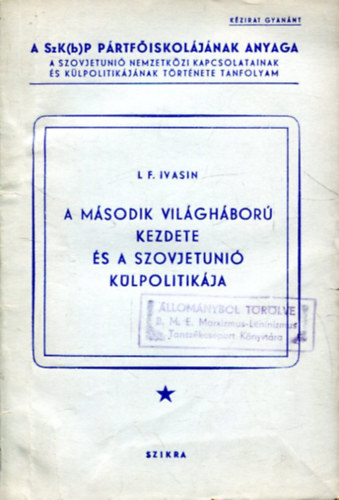 KÉZIRAT GYANÁNT
A SzK(b)P PÁRTFŐISKOLÁJÁNAK ANYAGA
A SZOVJETUNIÓ NEMZETKÖZI KAPCSOLATAINAK
ÉS KÜLPOLITIKÁJÁNAK TÖRTÉNETE TANFOLYAM
I. F. IVASIN
A MÁSODIK VILÁGHÁBORÚ
KEZDETE
ÉS A SZOVJETUNIÓ
KÜLPOLITIKÁJA
ÁLLOMÁNYBÓL TÖRÖLVE
B. M. E. Marxizmus-Leninizmus
Tanszékcsoport Könyvtára
SZIKRA